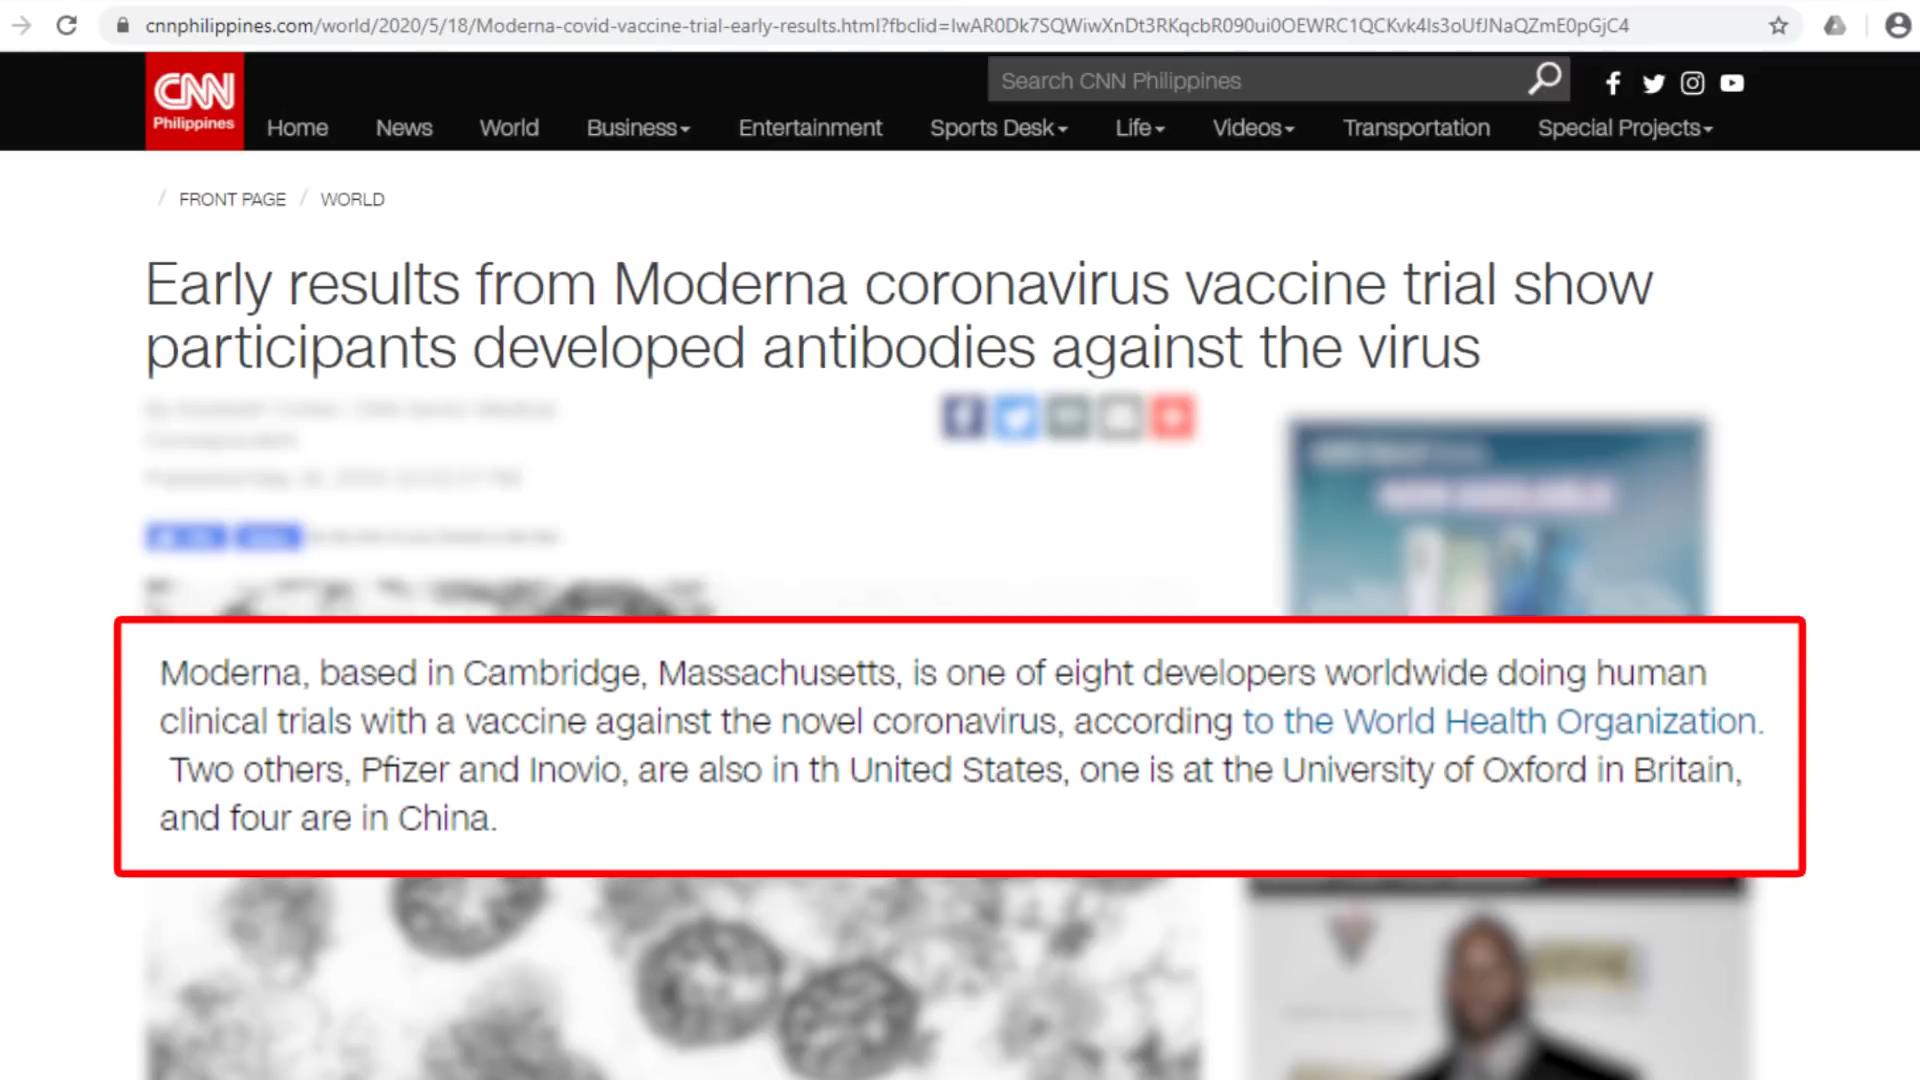 cnnphilippines.com/world/2020/5/18/Moderna-covid-vaccine-trial-early-results.html?fbclid=IwAR0Dk7SQWiwXnDt3RKqcbR090ui0OEWRC1QCKvk4Is3oUfJNaQZmE0pGjC4
CNN
Philippines
Search CNN Philippines
Home News World Business Entertainment Sports Desk Life Videos Transportation Special Projects
/ FRONT PAGE / WORLD
Early results from Moderna coronavirus vaccine trial show
participants developed antibodies against the virus
Moderna, based in Cambridge, Massachusetts, is one of eight developers worldwide doing human
clinical trials with a vaccine against the novel coronavirus, according to the World Health Organization.
Two others, Pfizer and Inovio, are also in th United States, one is at the University of Oxford in Britain,
and four are in China.